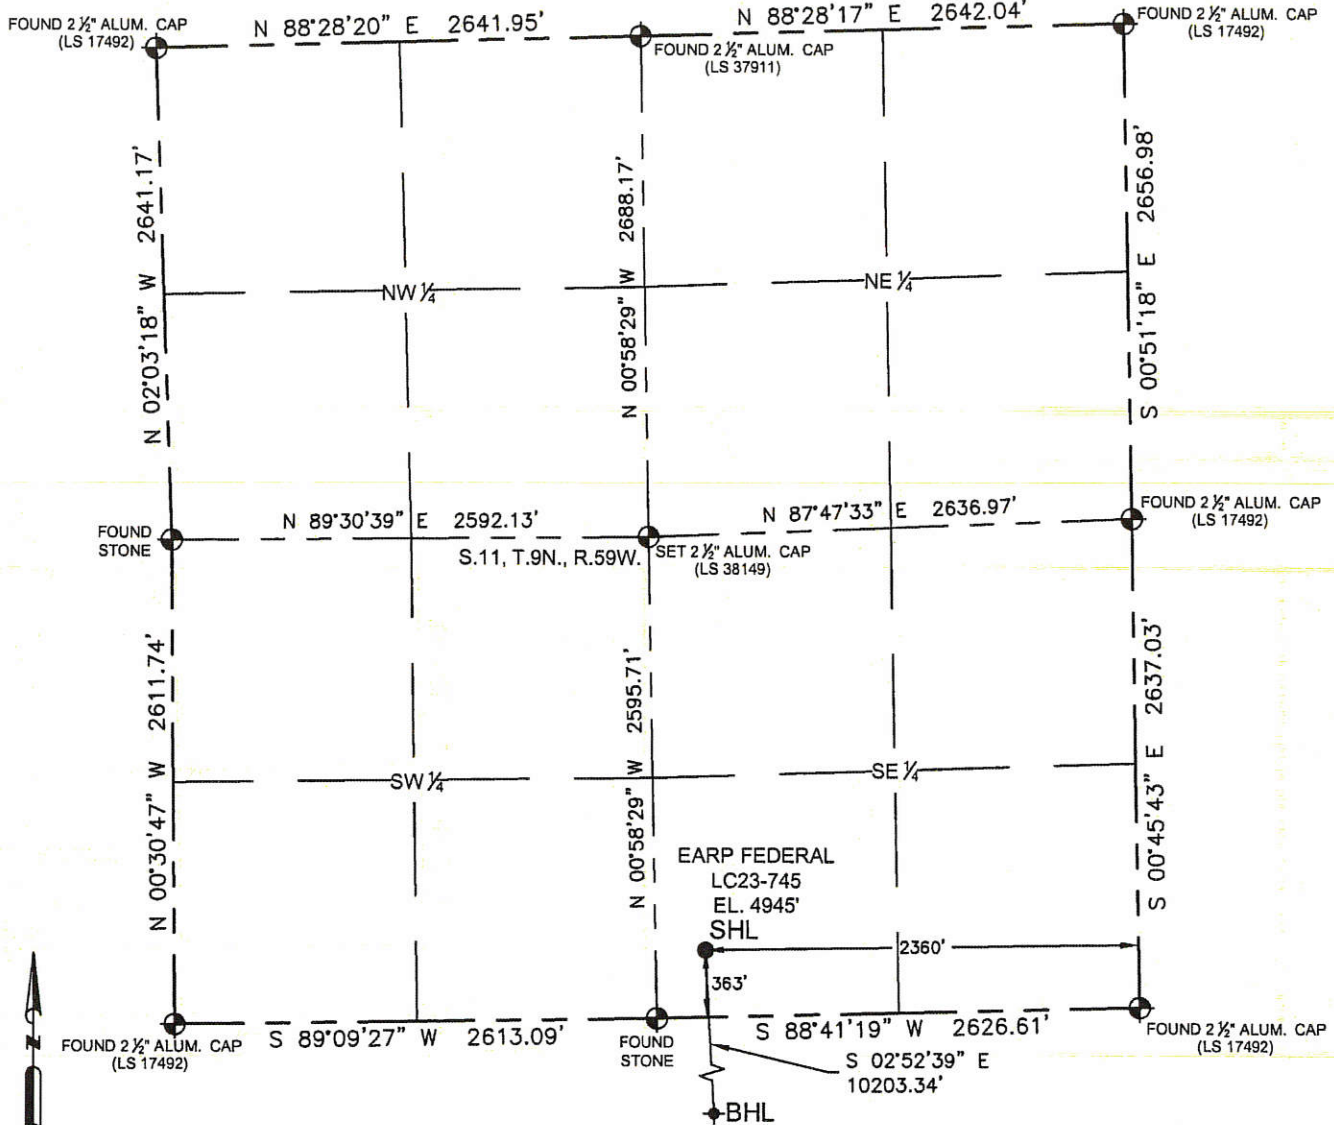 FOUND 2 ½" ALUM. CAP
(LS 17492)
N 88°28'20" E 2641.95'
FOUND 2 ½" ALUM. CAP
(LS 37911)
N 88°28'17" E 2642.04'
FOUND 2 ½" ALUM. CAP
(LS 17492)
N 02°03'18" W 2641.17'
N 00°58'29" W 2688.17'
S 00°51'18" E 2656.98'
NW ¼
NE ¼
FOUND
STONE
N 89°30'39" E 2592.13'
S.11, T.9N., R.59W.
SET 2 ½" ALUM. CAP
(LS 38149)
N 87°47'33" E 2636.97'
FOUND 2 ½" ALUM. CAP
(LS 17492)
N 00°30'47" W 2611.74'
N 00°58'29" W 2595.71'
S 00°45'43" E 2637.03'
SW ¼
SE ¼
EARP FEDERAL
LC23-745
EL. 4945'
SHL
2360'
363'
FOUND 2 ½" ALUM. CAP
(LS 17492)
S 89°09'27" W 2613.09'
FOUND
STONE
S 88°41'19" W 2626.61'
FOUND 2 ½" ALUM. CAP
(LS 17492)
S 02°52'39" E
10203.34'
BHL
N